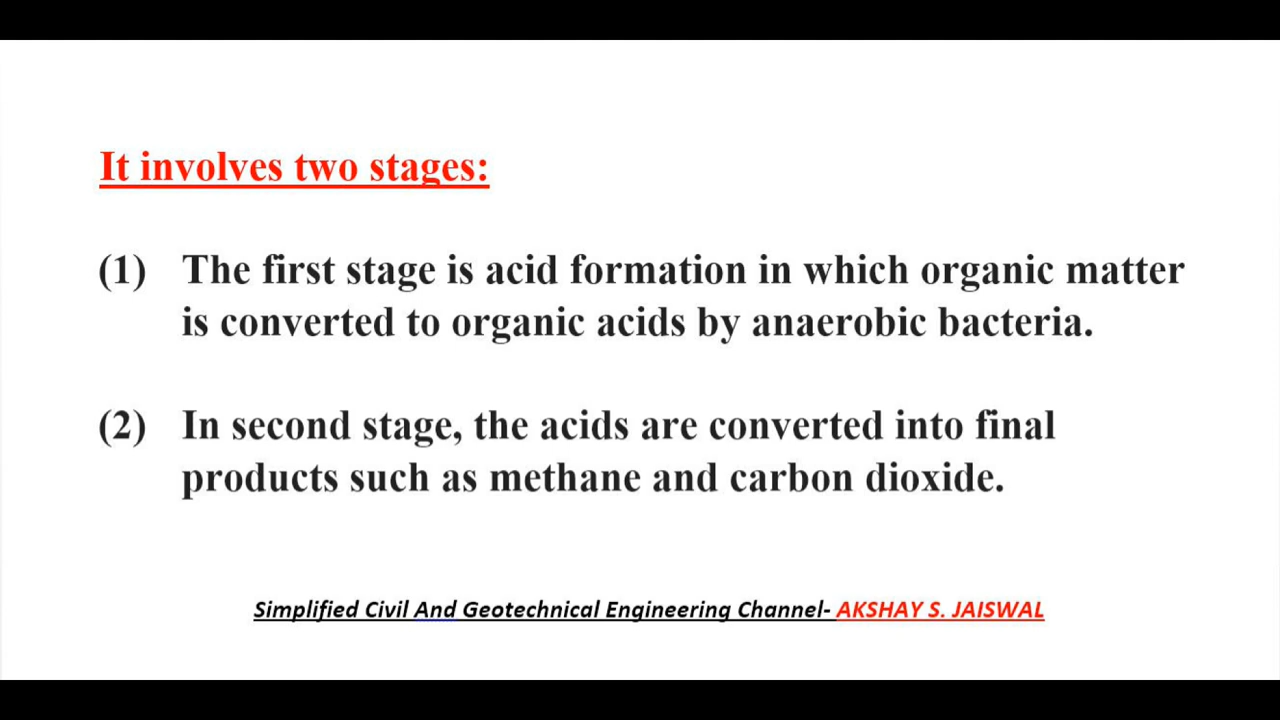 It involves two stages:
(1) The first stage is acid formation in which organic matter
is converted to organic acids by anaerobic bacteria.
(2) In second stage, the acids are converted into final
products such as methane and carbon dioxide.
Simplified Civil And Geotechnical Engineering Channel- AKSHAY S. JAISWAL